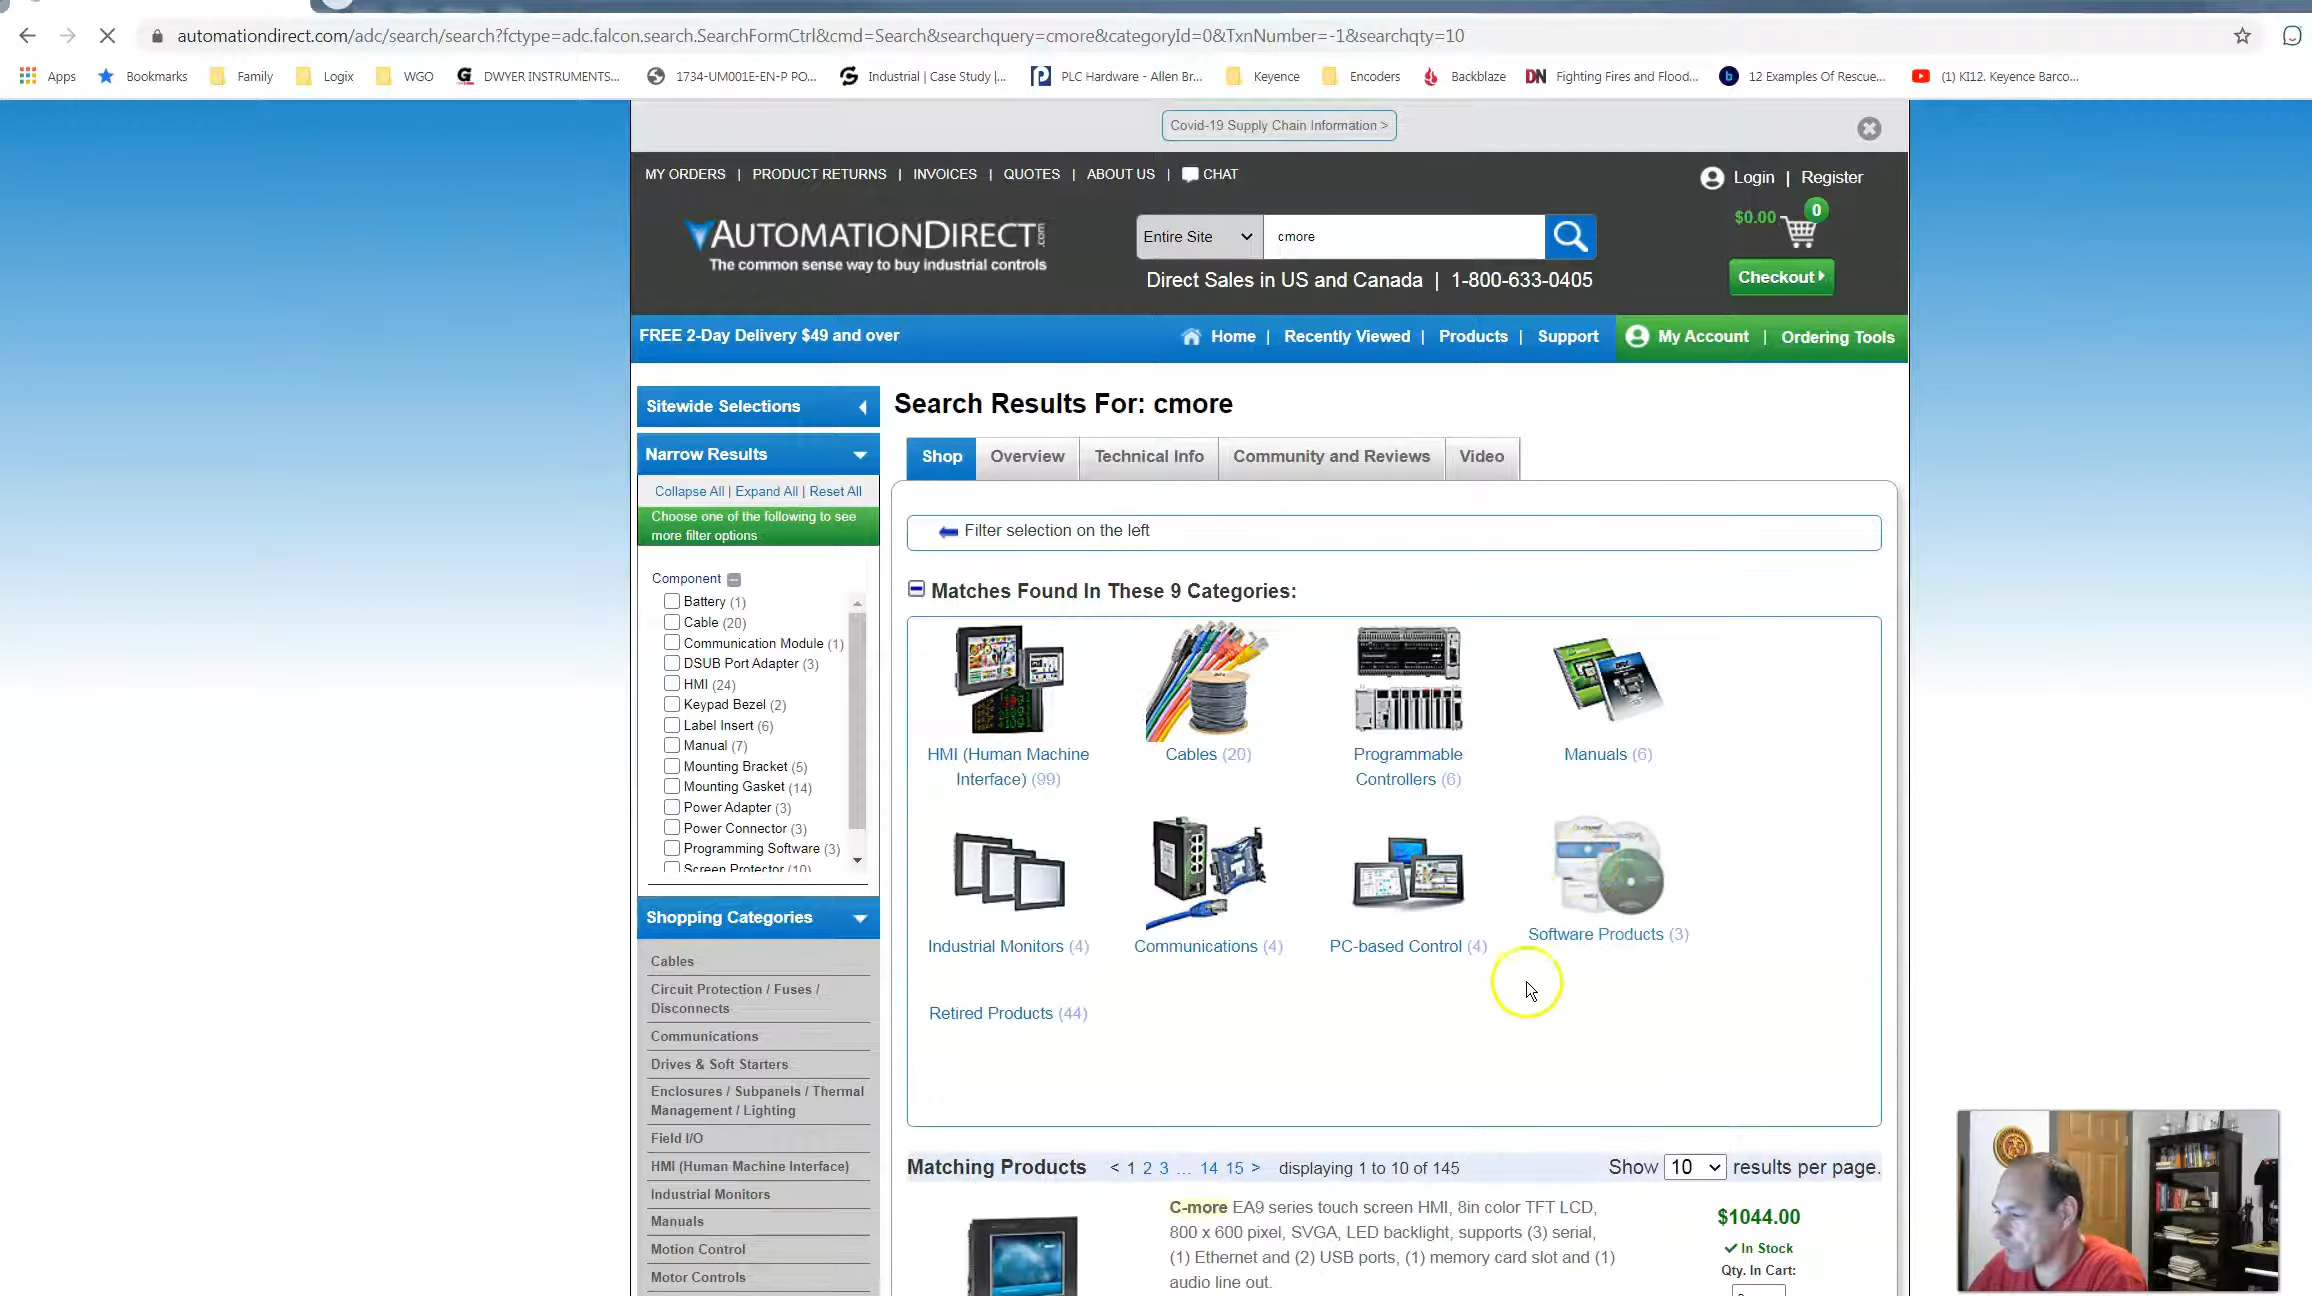 automationdirect.com/adc/search/search?fctype=adc.falcon.search.SearchFormCtrl&cmd=Search&searchquery=cmore&categoryId=0&TxnNumber=-1&searchqty=10
Apps Bookmarks Family Logix WGO DWYER INSTRUMENTS... 1734-UM001E-EN-P PO... Industrial | Case Study |... PLC Hardware - Allen Br... Keyence Encoders Backblaze Fighting Fires and Flood... 12 Examples Of Rescue... (1) KI12. Keyence Barco...
Covid-19 Supply Chain Information >
MY ORDERS | PRODUCT RETURNS | INVOICES | QUOTES | ABOUT US | CHAT
Login | Register
$0.00 0
AUTOMATIONDIRECT.com
The common sense way to buy industrial controls
Entire Site cmore
Direct Sales in US and Canada | 1-800-633-0405
Checkout
FREE 2-Day Delivery $49 and over
Home | Recently Viewed | Products | Support
My Account | Ordering Tools
Sitewide Selections
Narrow Results
Collapse All | Expand All | Reset All
Choose one of the following to see
more filter options
Component
Battery (1)
Cable (20)
Communication Module (1)
DSUB Port Adapter (3)
HMI (24)
Keypad Bezel (2)
Label Insert (6)
Manual (7)
Mounting Bracket (5)
Mounting Gasket (14)
Power Adapter (3)
Power Connector (3)
Programming Software (3)
Screen Protector (10)
Shopping Categories
Cables
Circuit Protection / Fuses /
Disconnects
Communications
Drives & Soft Starters
Enclosures / Subpanels / Thermal
Management / Lighting
Field I/O
HMI (Human Machine Interface)
Industrial Monitors
Manuals
Motion Control
Motor Controls
Search Results For: cmore
Shop Overview Technical Info Community and Reviews Video
Filter selection on the left
Matches Found In These 9 Categories:
HMI (Human Machine
Interface) (99)
Cables (20)
Programmable
Controllers (6)
Manuals (6)
Industrial Monitors (4)
Communications (4)
PC-based Control (4)
Software Products (3)
Retired Products (44)
Matching Products < 1 2 3 ... 14 15 > displaying 1 to 10 of 145
Show 10 results per page.
C-more EA9 series touch screen HMI, 8in color TFT LCD,
800 x 600 pixel, SVGA, LED backlight, supports (3) serial,
(1) Ethernet and (2) USB ports, (1) memory card slot and (1)
audio line out.
$1044.00
In Stock
Qty. In Cart: